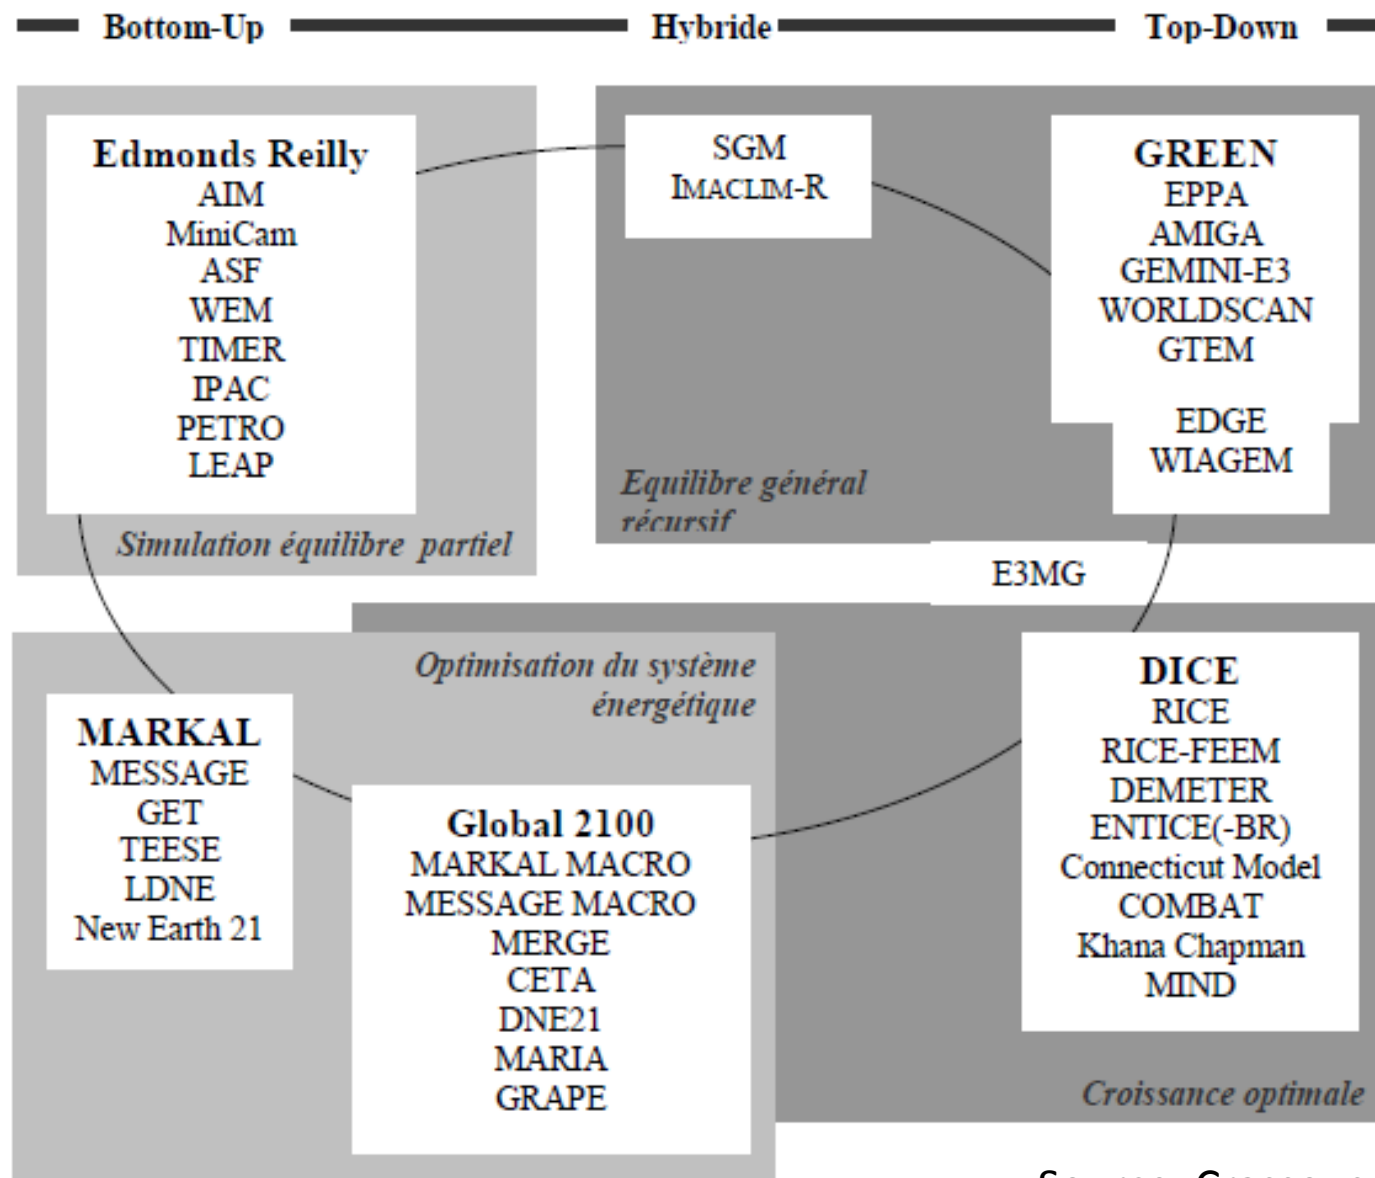 Bottom-Up
Hybride
Top-Down
Edmonds Reilly
AIM
MiniCam
ASF
WEM
TIMER
IPAC
PETRO
LEAP
Simulation équilibre partiel
SGM
IMACLIM-R
GREEN
EPPA
AMIGA
GEMINI-E3
WORLDSCAN
GTEM
EDGE
WIAGEM
Equilibre général
récursif
E3MG
Optimisation du système
énergétique
MARKAL
MESSAGE
GET
TEESE
LDNE
New Earth 21
Global 2100
MARKAL MACRO
MESSAGE MACRO
MERGE
CETA
DNE21
MARIA
GRAPE
DICE
RICE
RICE-FEEM
DEMETER
ENTICE(-BR)
Connecticut Model
COMBAT
Khana Chapman
MIND
Croissance optimale